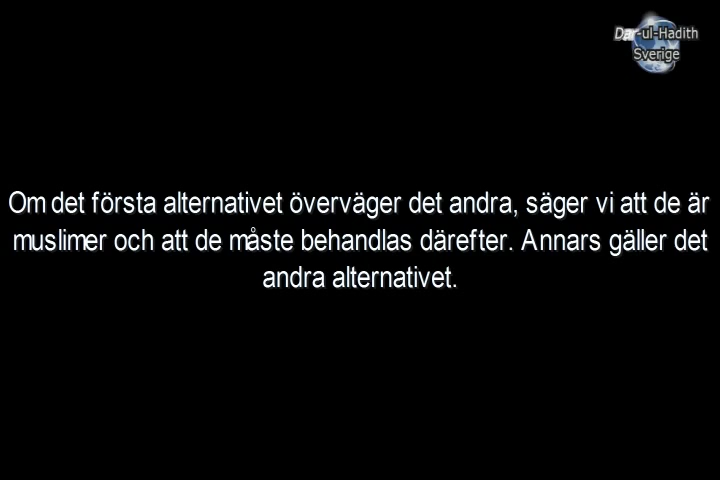 Dar-ul-Hadith
Sverige
Om det första alternativet överväger det andra, säger vi att de är
muslimer och att de måste behandlas därefter. Annars gäller det
andra alternativet.